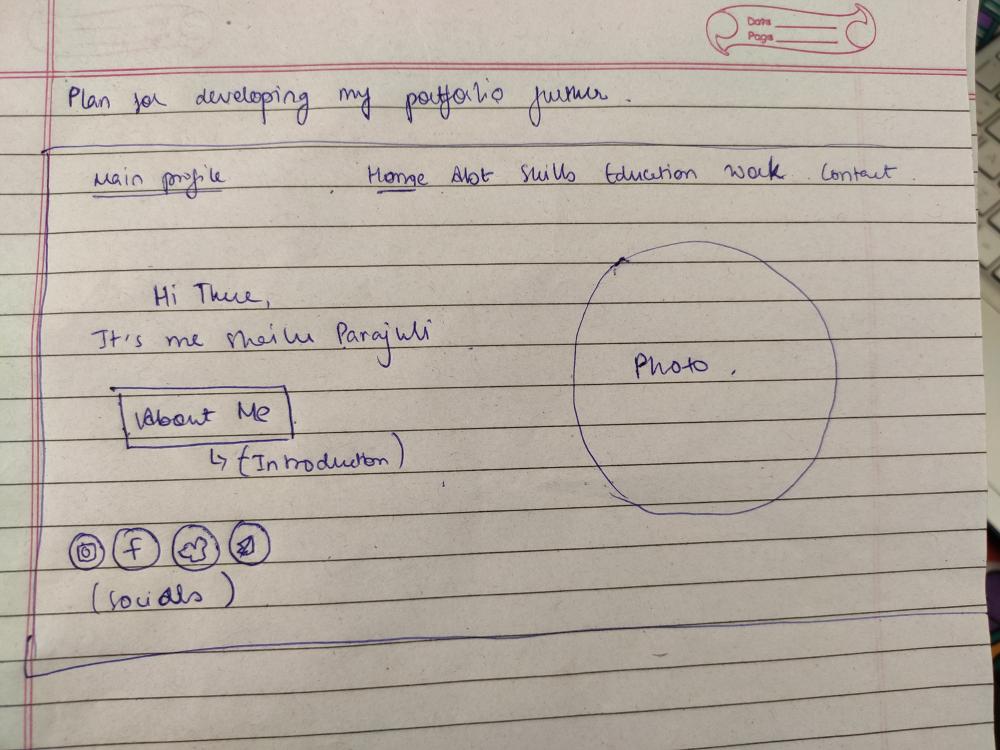 Date
Page
Plan for developing my portfolio further.
Main profile Home Abt Skills Education Work Contact
Hi There,
It's me Parajuli
About Me
↳ (Introduction)
f
(Socials)
Photo.